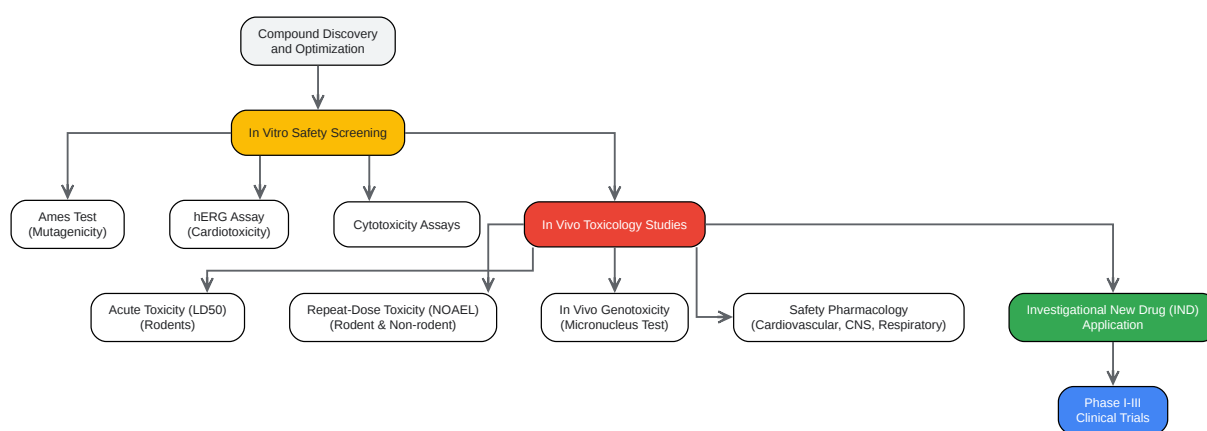 Compound Discovery
and Optimization
In Vitro Safety Screening
Ames Test
(Mutagenicity)
hERG Assay
(Cardiotoxicity)
Cytotoxicity Assays
In Vivo Toxicology Studies
Acute Toxicity (LD50)
(Rodents)
Repeat-Dose Toxicity (NOAEL)
(Rodent & Non-rodent)
In Vivo Genotoxicity
(Micronucleus Test)
Safety Pharmacology
(Cardiovascular, CNS, Respiratory)
Investigational New Drug (IND)
Application
Phase I-III
Clinical Trials